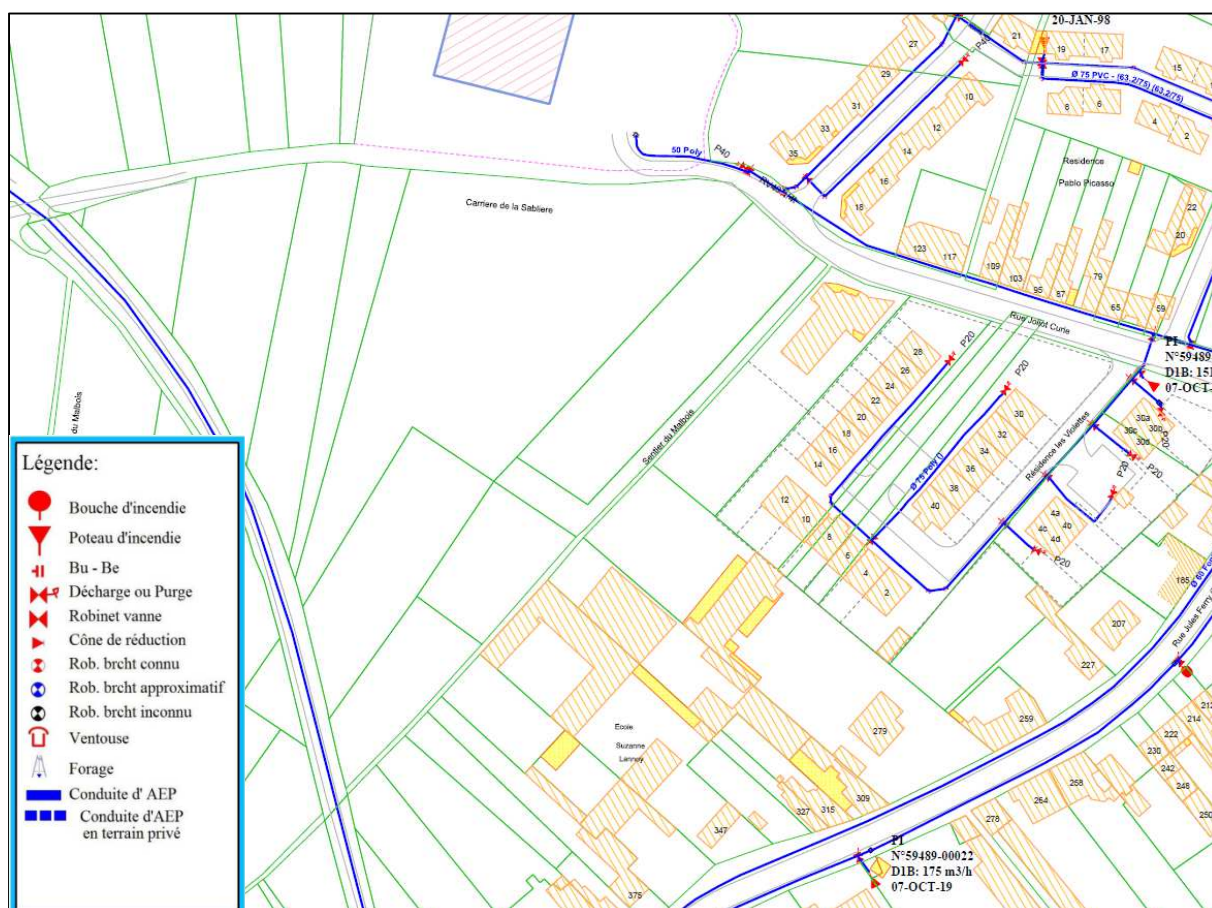 20-JAN-98
21
19
17
15
27
P40
Ø 75 PVC - (63,2/75) (63,2/75)
29
10
8
6
31
12
4
2
33
50 Poly
P40
14
35
16
Residence
Pablo Picasso
18
22
20
Carriere de la Sabliere
123
117
109
103
95
87
79
65
59
Rue Joliot Curie
PI
N°59489
D1B: 151
07-OCT-
28
P20
26
24
22
20
18
16
14
P20
30
32
34
36
38
40
Ø 75 Poly 0
Sentier du Malbois
du Malbois
Résidence les Violettes
30a
30b
30c
30d
P20
P20
P20
4a
4b
4c
4d
P20
12
10
8
6
4
2
185
Ø 60 Fon
Rue Jules Ferry
207
227
212
214
222
230
242
248
250
259
279
258
264
278
Ecole
Suzanne
Lannoy
309
315
327
347
375
PI
N°59489-00022
D1B: 175 m3/h
07-OCT-19
Légende:
Bouche d'incendie
Poteau d'incendie
Bu - Be
Décharge ou Purge
Robinet vanne
Cône de réduction
Rob. brcht connu
Rob. brcht approximatif
Rob. brcht inconnu
Ventouse
Forage
Conduite d' AEP
Conduite d'AEP
en terrain privé